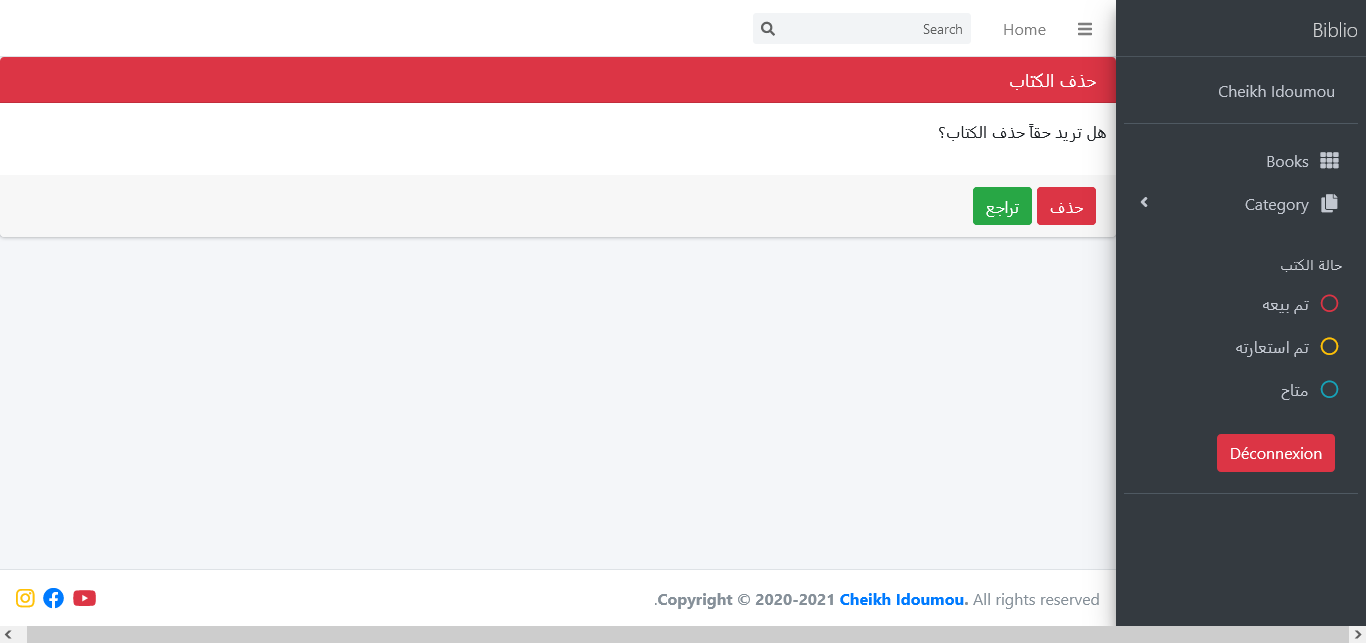 Biblio
Home
Search
Cheikh Idoumou
Books
Category
حالة الكتب
تم بيعه
تم استعارته
متاح
Déconnexion
حذف الكتاب
هل تريد حقاً حذف الكتاب؟
حذف تراجع
.Copyright © 2020-2021 Cheikh Idoumou. All rights reserved